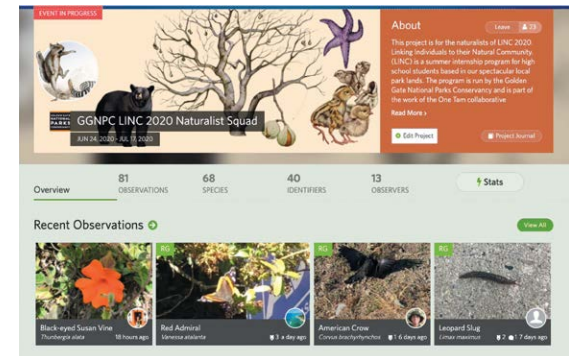 EVENT IN PROGRESS
About
Leave 23
This project is for the naturalists of LINC 2020.
Linking Individuals to their Natural Community,
(LINC) is a summer internship program for high
school students based in our spectacular local
park lands. The program is run by the Golden
Gate National Parks Conservancy and is part of
the work of the One Tam collaborative
Read More ›
GOLDEN GATE
NATIONAL
PARKS
CONSERVANCY
GGNPC LINC 2020 Naturalist Squad
JUN 24, 2020 - JUL 17, 2020
Edit Project
Project Journal
Overview
81
OBSERVATIONS
68
SPECIES
40
IDENTIFIERS
13
OBSERVERS
Stats
Recent Observations
View All
RG
RG
RG
Black-eyed Susan Vine
Thunbergia alata
18 hours ago
Red Admiral
Vanessa atalanta
3 a day ago
American Crow
Corvus brachyrhynchos
1 6 days ago
Leopard Slug
Limax maximus
2 1 7 days ago